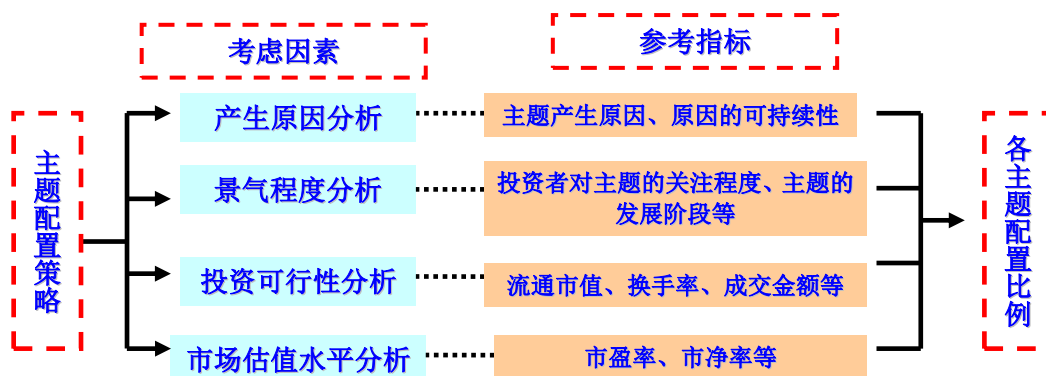 考虑因素
参考指标
主题配置策略
产生原因分析
主题产生原因、原因的可持续性
景气程度分析
投资者对主题的关注程度、主题的
发展阶段等
投资可行性分析
流通市值、换手率、成交金额等
市场估值水平分析
市盈率、市净率等
各主题配置比例